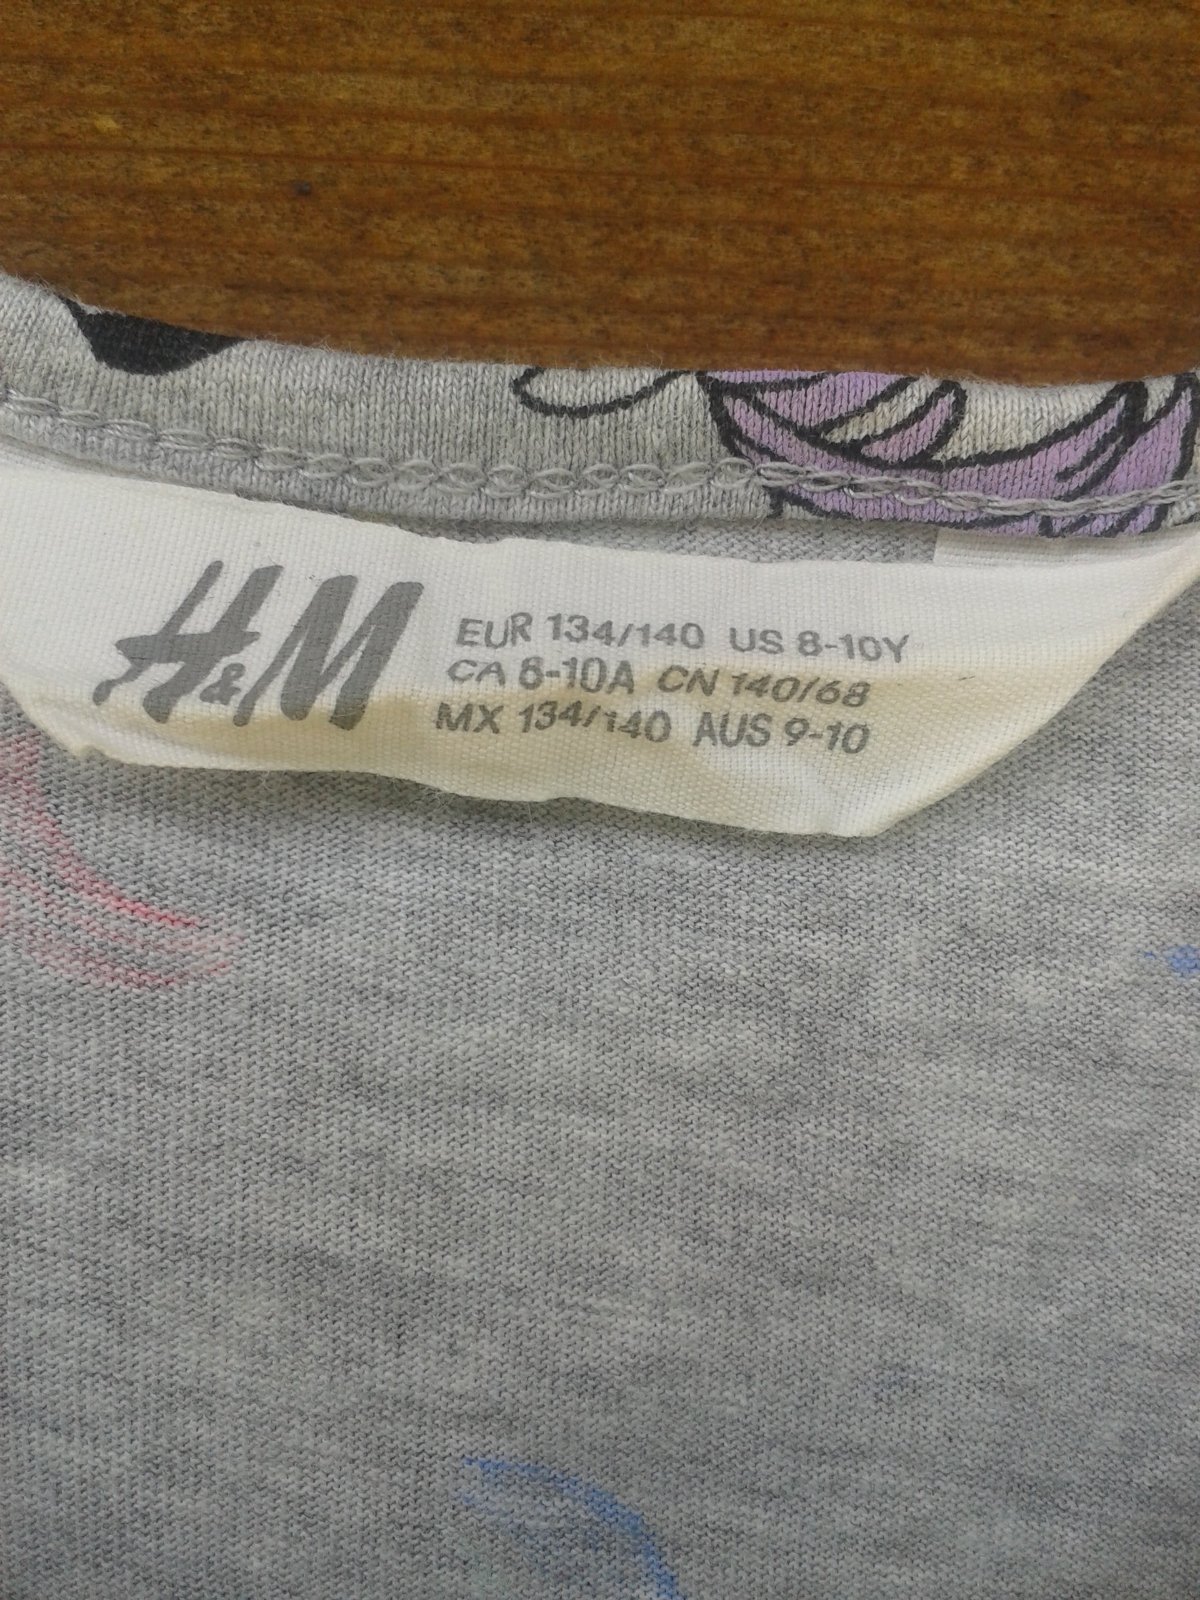 H&M
EUR 134/140 US 8-10Y
CA 8-10A CN 140/68
MX 134/140 AUS 9-10